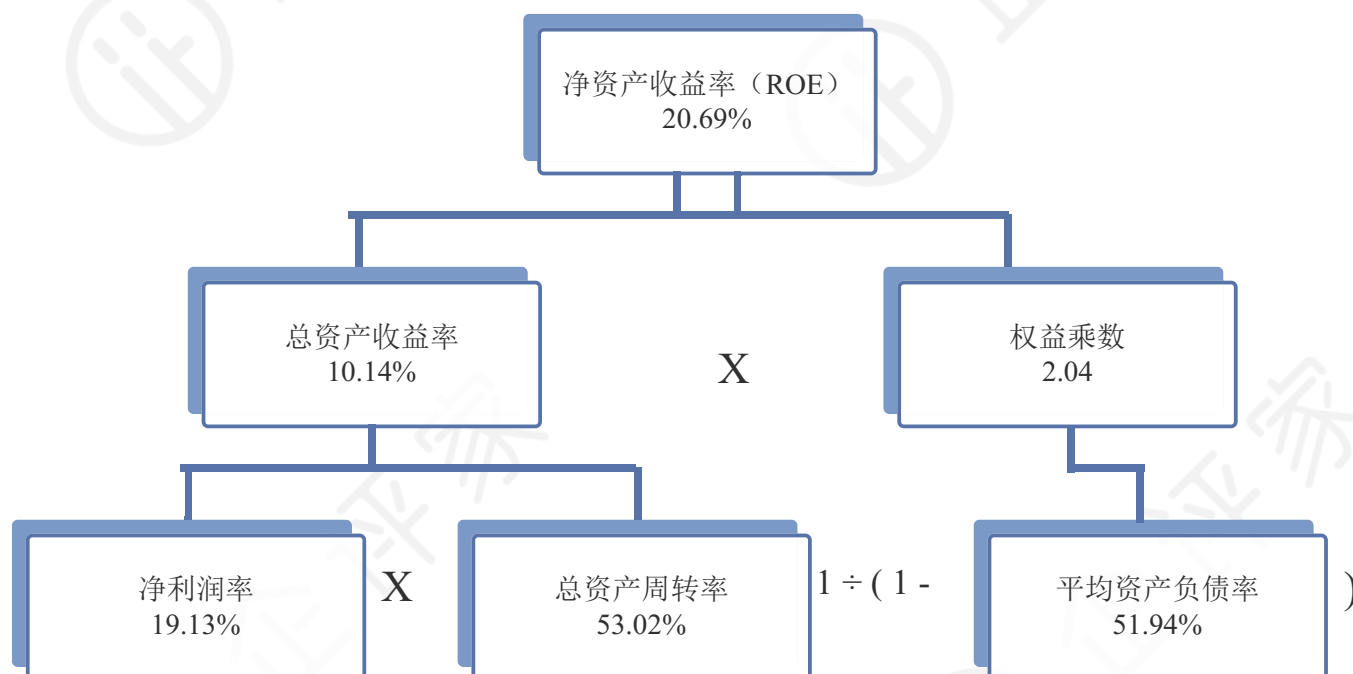 净资产收益率（ROE）
20.69%
总资产收益率
10.14%
X
权益乘数
2.04
净利润率
19.13%
X
总资产周转率
53.02%
1 ÷ ( 1 -
平均资产负债率
51.94%
)